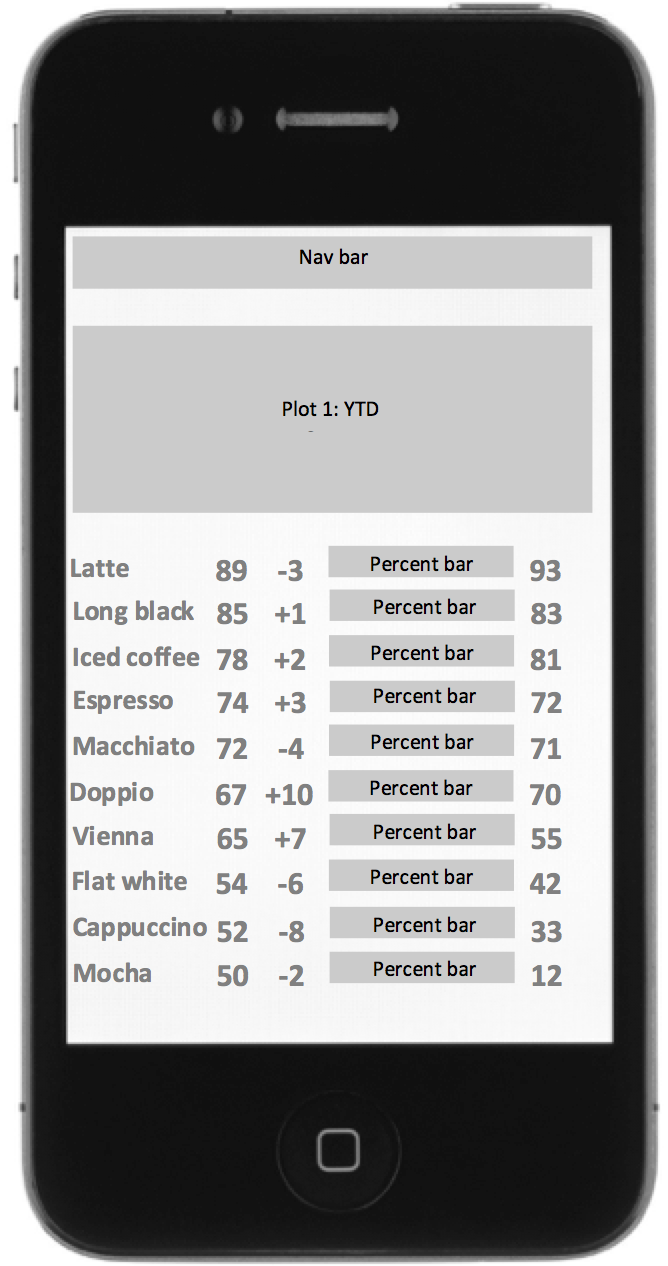 Nav bar
Plot 1: YTD
Latte 89 -3 Percent bar 93
Long black 85 +1 Percent bar 83
Iced coffee 78 +2 Percent bar 81
Espresso 74 +3 Percent bar 72
Macchiato 72 -4 Percent bar 71
Doppio 67 +10 Percent bar 70
Vienna 65 +7 Percent bar 55
Flat white 54 -6 Percent bar 42
Cappuccino 52 -8 Percent bar 33
Mocha 50 -2 Percent bar 12